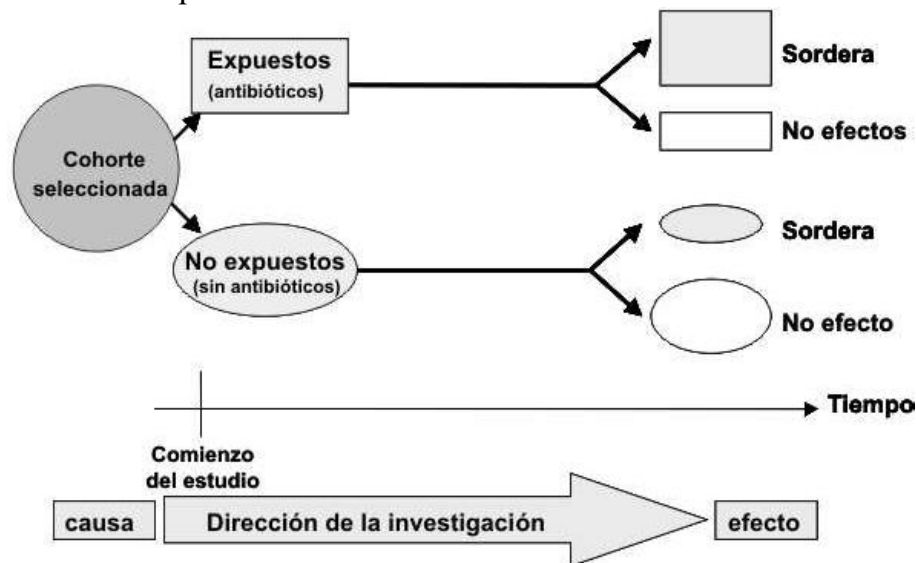 Expuestos
(antibióticos)
Sordera
No efectos
Cohorte
seleccionada
No expuestos
(sin antibióticos)
Sordera
No efecto
Tiempo
Comienzo
del estudio
causa
Dirección de la investigación
efecto